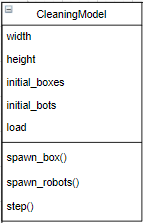 CleaningModel
width
height
initial_boxes
initial_bots
load
spawn_box()
spawn_robots()
step()